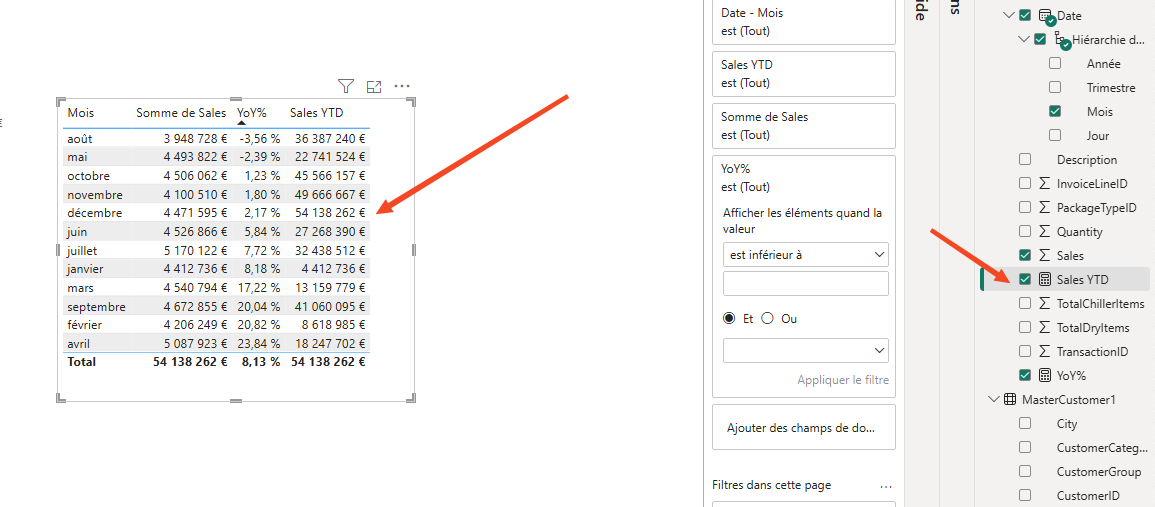 Mois Somme de Sales YoY% Sales YTD
août 3 948 728 € -3,56 % 36 387 240 €
mai 4 493 822 € -2,39 % 22 741 524 €
octobre 4 506 062 € 1,23 % 45 566 157 €
novembre 4 100 510 € 1,80 % 49 666 667 €
décembre 4 471 595 € 2,17 % 54 138 262 €
juin 4 526 866 € 5,84 % 27 268 390 €
juillet 5 170 122 € 7,72 % 32 438 512 €
janvier 4 412 736 € 8,18 % 4 412 736 €
mars 4 540 794 € 17,22 % 13 159 779 €
septembre 4 672 855 € 20,04 % 41 060 095 €
février 4 206 249 € 20,82 % 8 618 985 €
avril 5 087 923 € 23,84 % 18 247 702 €
Total 54 138 262 € 8,13 % 54 138 262 €
Date - Mois
est (Tout)
Sales YTD
est (Tout)
Somme de Sales
est (Tout)
YoY%
est (Tout)
Afficher les éléments quand la
valeur
est inférieur à
Et Ou
Appliquer le filtre
Ajouter des champs de do...
Filtres dans cette page
...
Date
Hiérarchie d...
Année
Trimestre
Mois
Jour
Description
InvoiceLineID
PackageTypeID
Quantity
Sales
Sales YTD
TotalChillerItems
TotalDryItems
TransactionID
YoY%
MasterCustomer1
City
CustomerCateg...
CustomerGroup
CustomerID